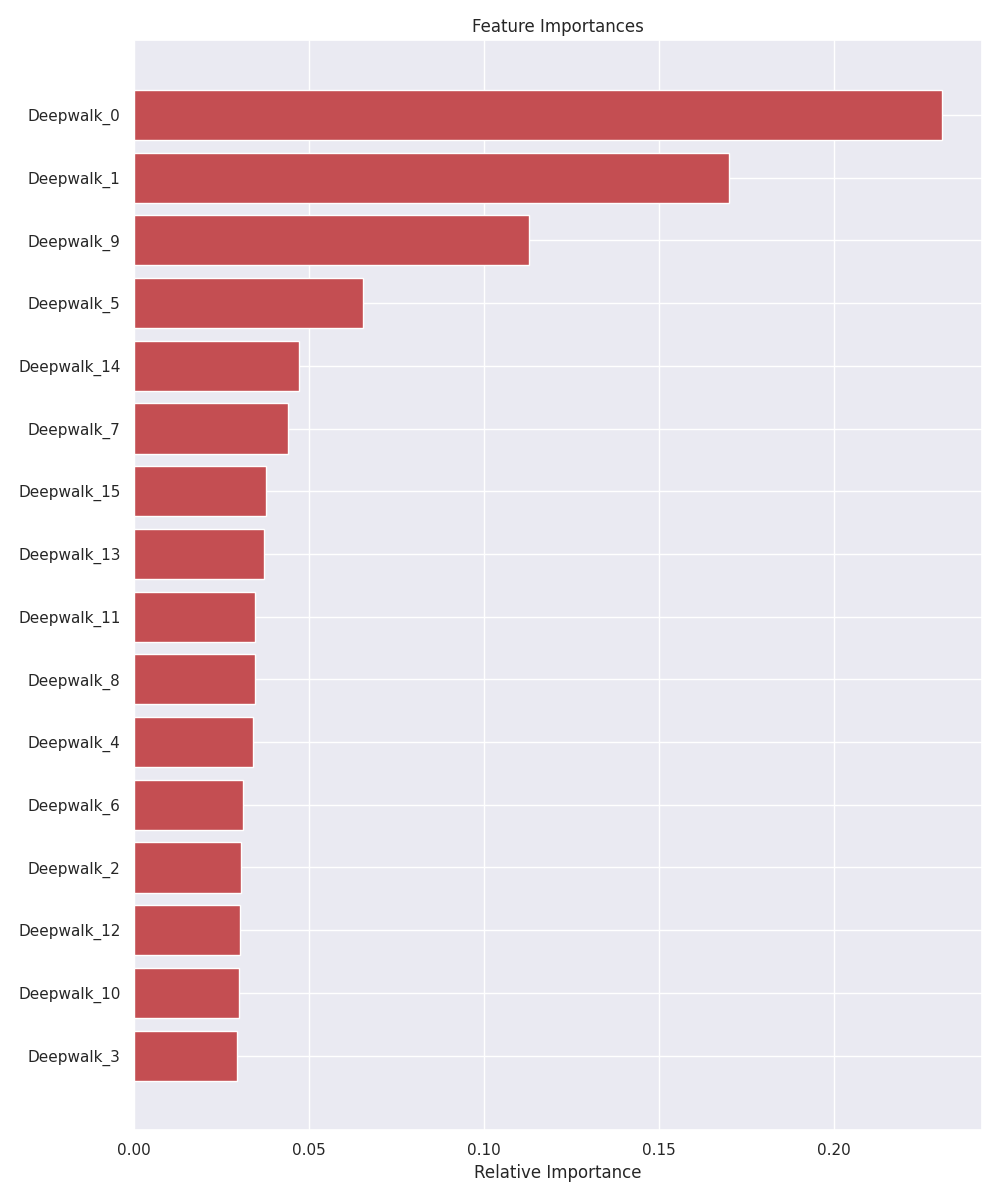 Feature Importances
Deepwalk_0
Deepwalk_1
Deepwalk_9
Deepwalk_5
Deepwalk_14
Deepwalk_7
Deepwalk_15
Deepwalk_13
Deepwalk_11
Deepwalk_8
Deepwalk_4
Deepwalk_6
Deepwalk_2
Deepwalk_12
Deepwalk_10
Deepwalk_3
0.00 0.05 0.10 0.15 0.20
Relative Importance